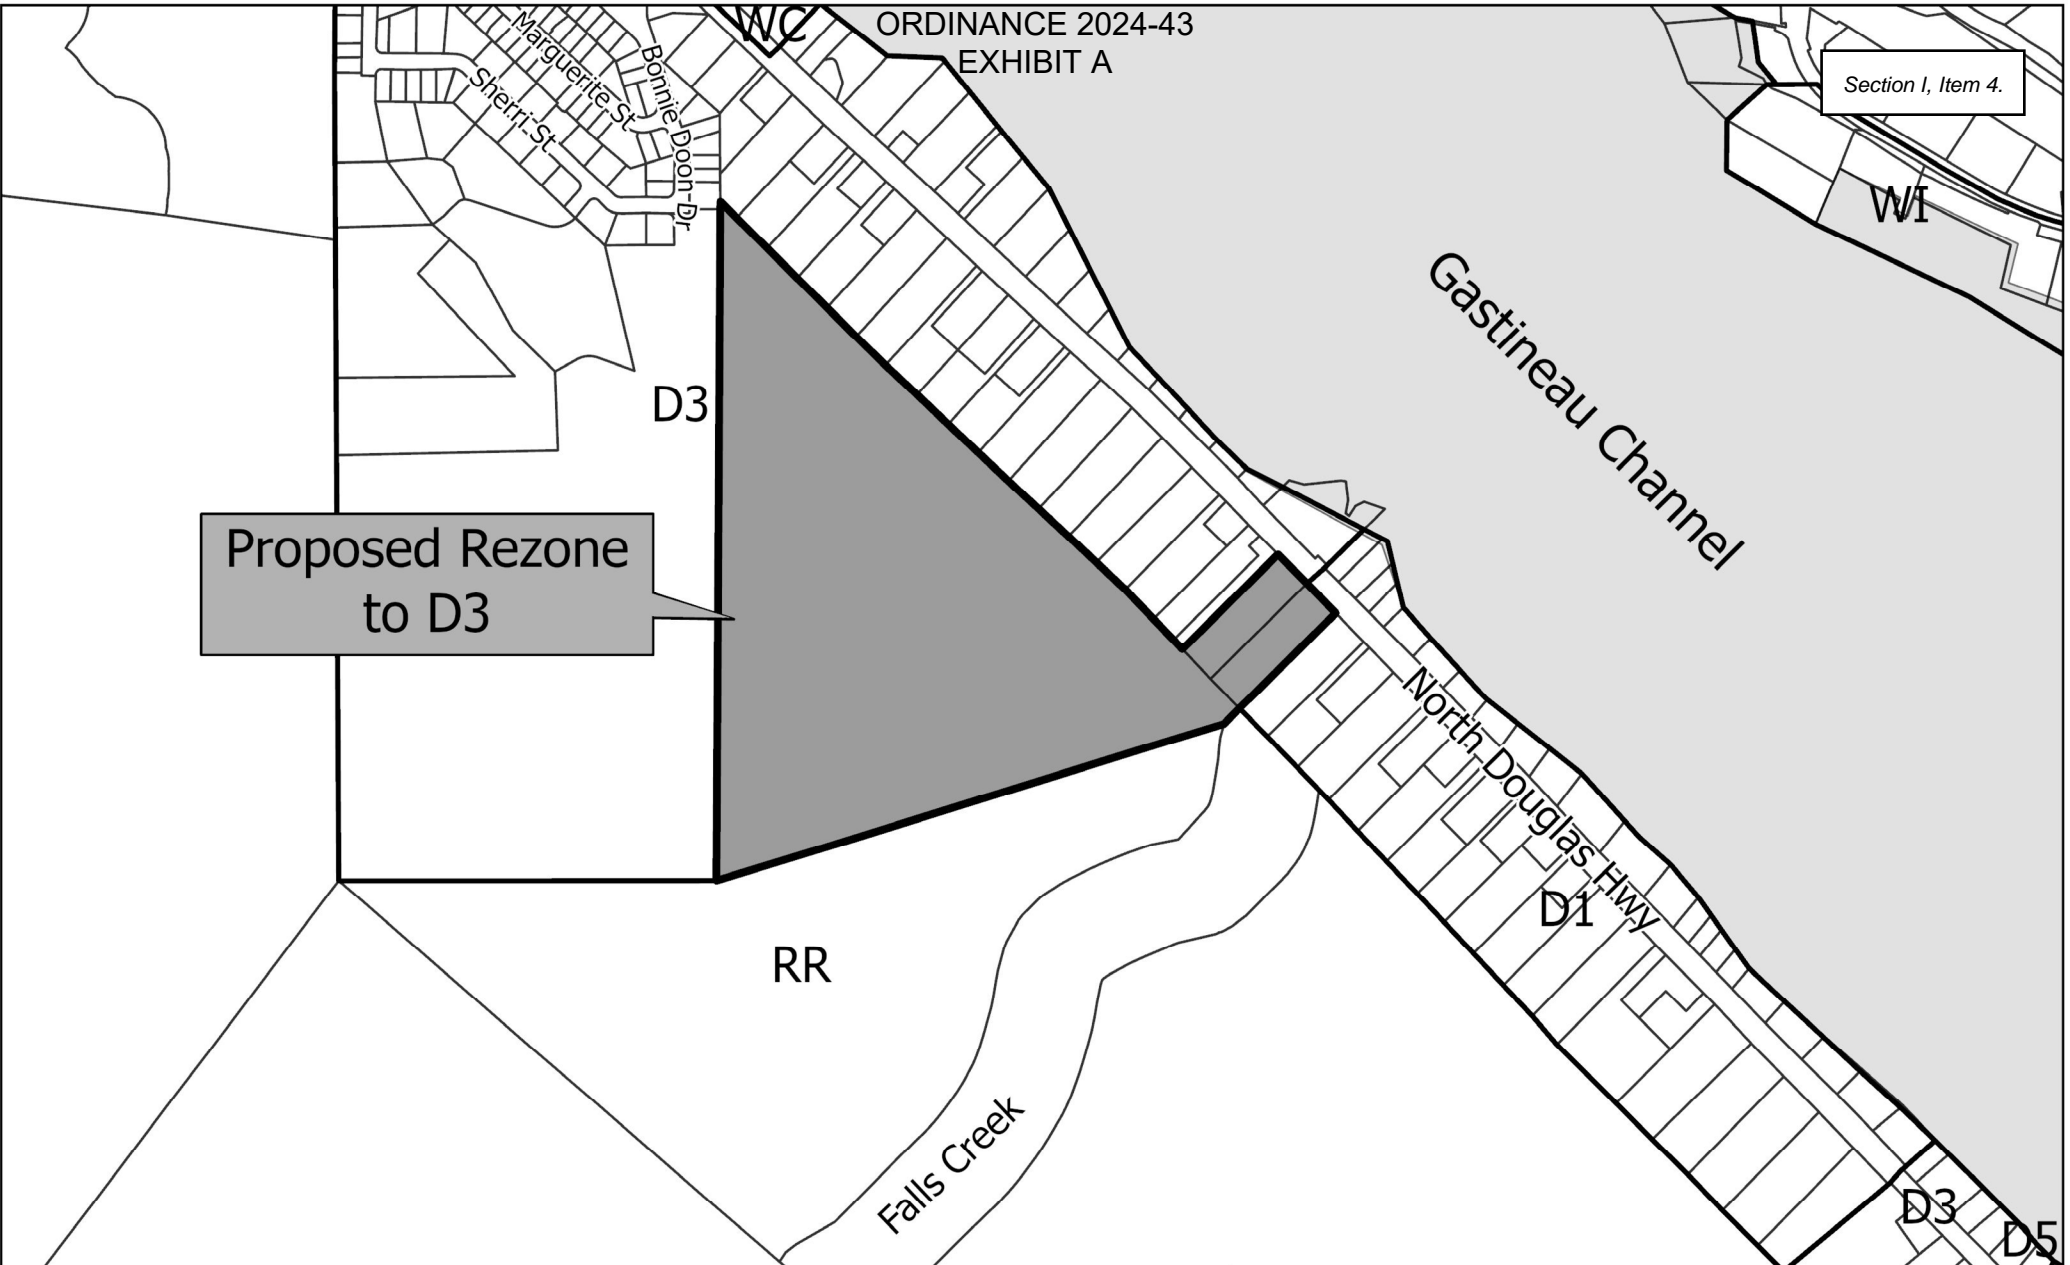 ORDINANCE 2024-43
EXHIBIT A
Section I, Item 4.
WC
Marguerite St
Bonnie Doon Dr
Sherri St
WI
Gastineau Channel
D3
Proposed Rezone
to D3
North Douglas Hwy
D1
RR
Falls Creek
D3
D5